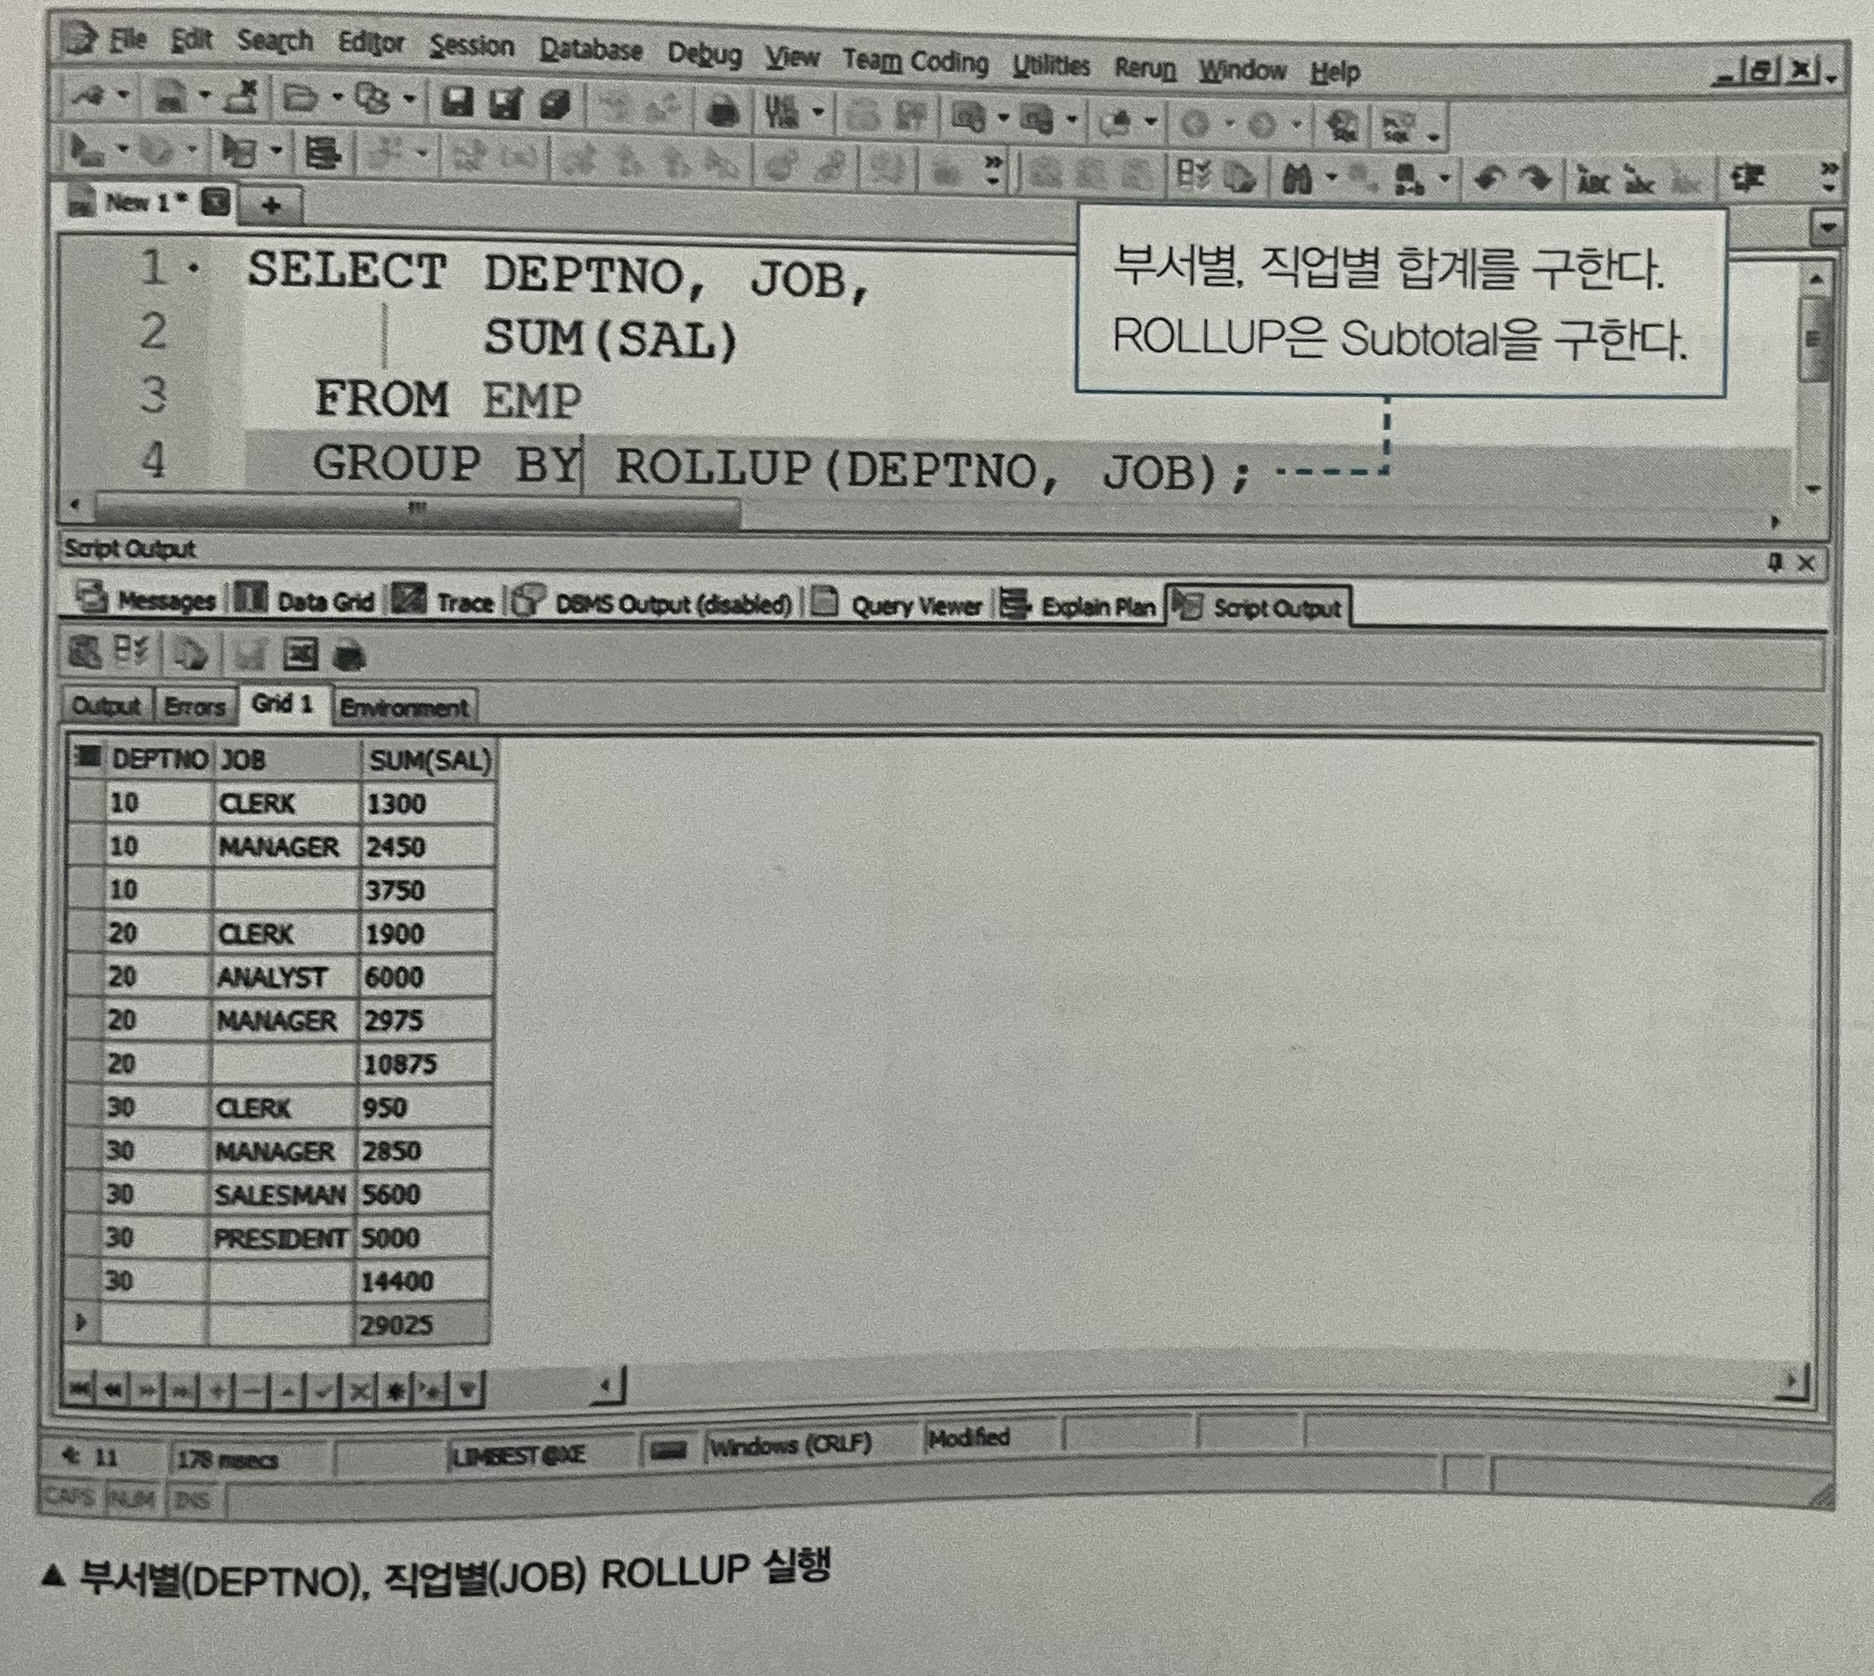 File Edit Search Editor Session Database Debug View Team Coding Utilities Rerun Window Help
New 1*
1 SELECT DEPTNO, JOB,
2 SUM(SAL)
3 FROM EMP
4 GROUP BY ROLLUP(DEPTNO, JOB);
부서별, 직업별 합계를 구한다.
ROLLUP은 Subtotal을 구한다.
Script Output
Messages Data Grid Trace DBMS Output (disabled) Query Viewer Explain Plan Script Output
Output Errors Grid 1 Environment
DEPTNO JOB SUM(SAL)
10 CLERK 1300
10 MANAGER 2450
10 3750
20 CLERK 1900
20 ANALYST 6000
20 MANAGER 2975
20 10875
30 CLERK 950
30 MANAGER 2850
30 SALESMAN 5600
30 PRESIDENT 5000
30 14400
29025
4: 11 178 msecs LIMBEST@XE Windows (CRLF) Modified
CAPS NUM INS
▲ 부서별(DEPTNO), 직업별(JOB) ROLLUP 실행